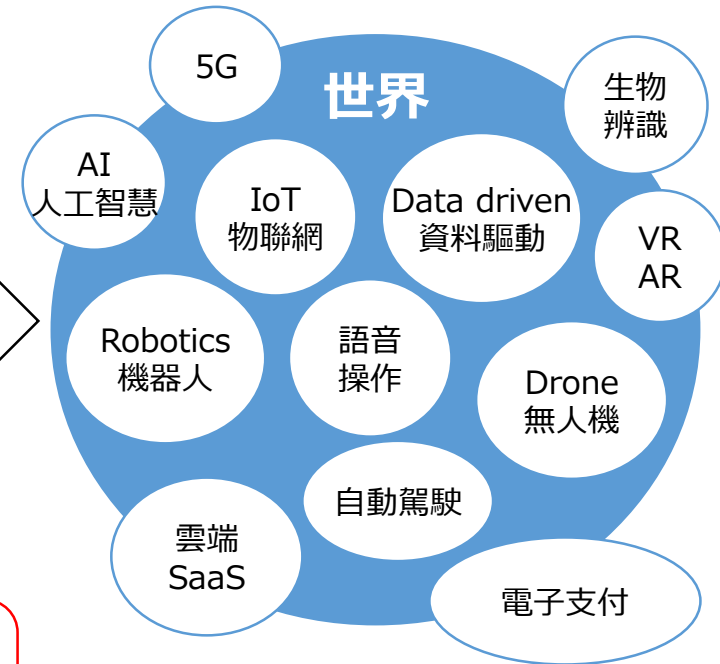 5G
世界
生物
辨識
AI
人工智慧
IoT
物聯網
Data driven
資料驅動
VR
AR
Robotics
機器人
語音
操作
Drone
無人機
自動駕駛
雲端
SaaS
電子支付